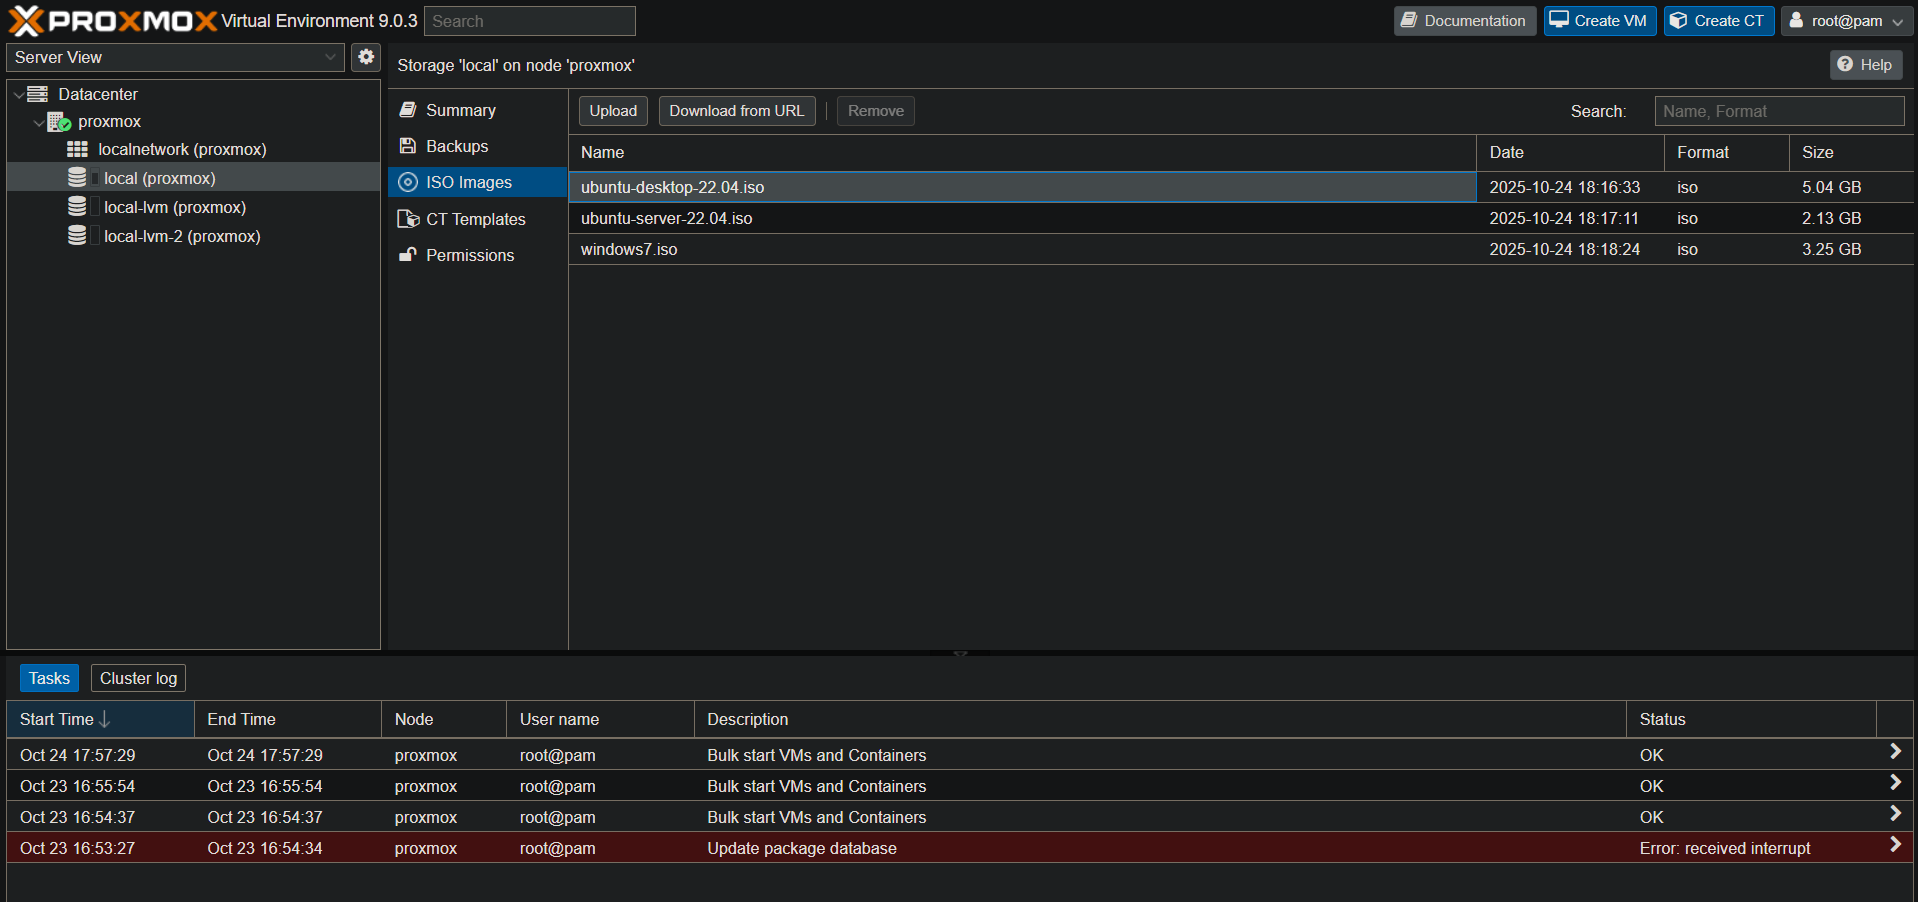 PROXMOX Virtual Environment 9.0.3 Search Documentation Create VM Create CT root@pam
Server View
Storage 'local' on node 'proxmox' Help
Datacenter
proxmox
localnetwork (proxmox)
local (proxmox)
local-lvm (proxmox)
local-lvm-2 (proxmox)
Summary
Backups
ISO Images
CT Templates
Permissions
Upload Download from URL Remove Search: Name, Format
Name Date Format Size
ubuntu-desktop-22.04.iso 2025-10-24 18:16:33 iso 5.04 GB
ubuntu-server-22.04.iso 2025-10-24 18:17:11 iso 2.13 GB
windows7.iso 2025-10-24 18:18:24 iso 3.25 GB
Tasks Cluster log
Start Time End Time Node User name Description Status
Oct 24 17:57:29 Oct 24 17:57:29 proxmox root@pam Bulk start VMs and Containers OK
Oct 23 16:55:54 Oct 23 16:55:54 proxmox root@pam Bulk start VMs and Containers OK
Oct 23 16:54:37 Oct 23 16:54:37 proxmox root@pam Bulk start VMs and Containers OK
Oct 23 16:53:27 Oct 23 16:54:34 proxmox root@pam Update package database Error: received interrupt